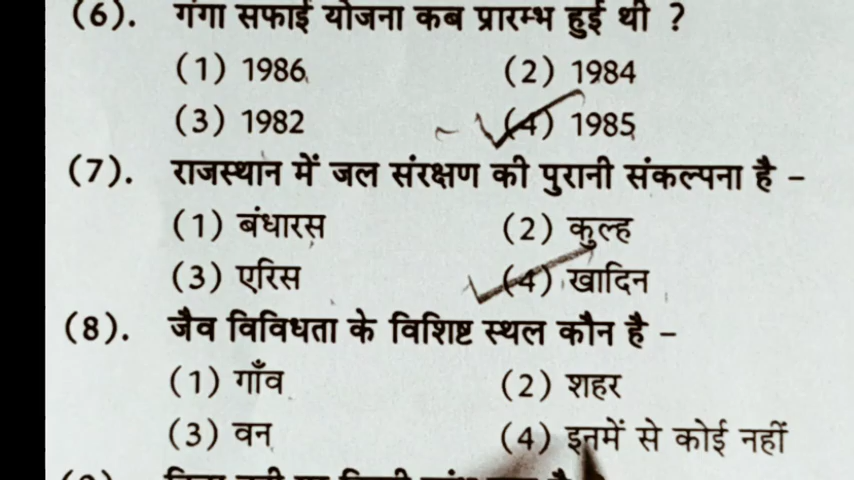 (6). गंगा सफाई योजना कब प्रारम्भ हुई थी ?
(1) 1986 (2) 1984
(3) 1982 (4) 1985
(7). राजस्थान में जल संरक्षण की पुरानी संकल्पना है –
(1) बंधारस (2) कुल्ह
(3) एरिस (4) खादिन
(8). जैव विविधता के विशिष्ट स्थल कौन है –
(1) गाँव (2) शहर
(3) वन (4) इनमें से कोई नहीं